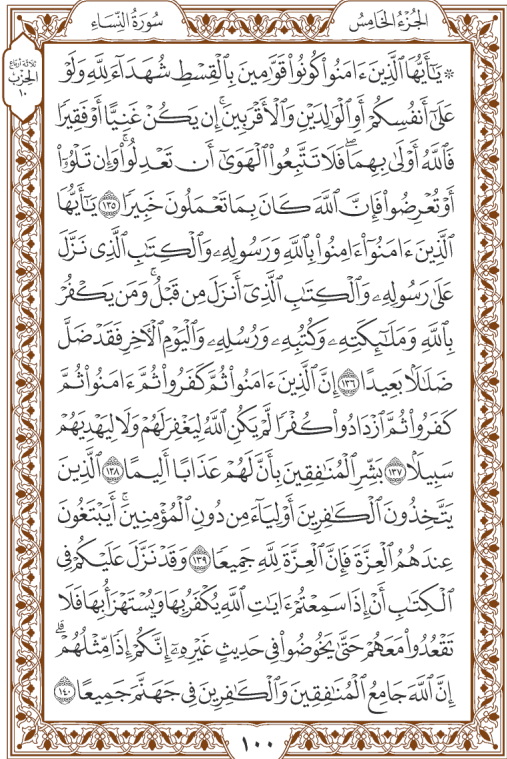 الجُزْءُ الخَامِسُ
سُورَةُ النِّسَاءِ
ثلاثة أرباع
الحِزْبِ
١٠
۞ يَـٰٓأَيُّهَا ٱلَّذِينَ ءَامَنُوا۟ كُونُوا۟ قَوَّٰمِينَ بِٱلْقِسْطِ شُهَدَآءَ لِلَّهِ وَلَوْ
عَلَىٰٓ أَنفُسِكُمْ أَوِ ٱلْوَٰلِدَيْنِ وَٱلْأَقْرَبِينَ ۚ إِن يَكُنْ غَنِيًّا أَوْ فَقِيرًا
فَٱللَّهُ أَوْلَىٰ بِهِمَا ۖ فَلَا تَتَّبِعُوا۟ ٱلْهَوَىٰٓ أَن تَعْدِلُوا۟ ۚ وَإِن تَلْوُۥٓا۟
أَوْ تُعْرِضُوا۟ فَإِنَّ ٱللَّهَ كَانَ بِمَا تَعْمَلُونَ خَبِيرًا ١٣٥ يَـٰٓأَيُّهَا
ٱلَّذِينَ ءَامَنُوٓا۟ ءَامِنُوا۟ بِٱللَّهِ وَرَسُولِهِۦ وَٱلْكِتَـٰبِ ٱلَّذِى نَزَّلَ
عَلَىٰ رَسُولِهِۦ وَٱلْكِتَـٰبِ ٱلَّذِىٓ أَنزَلَ مِن قَبْلُ ۚ وَمَن يَكْفُرْ
بِٱللَّهِ وَمَلَـٰٓئِكَتِهِۦ وَكُتُبِهِۦ وَرُسُلِهِۦ وَٱلْيَوْمِ ٱلْـَٔاخِرِ فَقَدْ ضَلَّ
ضَلَـٰلًۢا بَعِيدًا ١٣٦ إِنَّ ٱلَّذِينَ ءَامَنُوا۟ ثُمَّ كَفَرُوا۟ ثُمَّ ءَامَنُوا۟ ثُمَّ
كَفَرُوا۟ ثُمَّ ٱزْدَادُوا۟ كُفْرًا لَّمْ يَكُنِ ٱللَّهُ لِيَغْفِرَ لَهُمْ وَلَا لِيَهْدِيَهُمْ
سَبِيلًۢا ١٣٧ بَشِّرِ ٱلْمُنَـٰفِقِينَ بِأَنَّ لَهُمْ عَذَابًا أَلِيمًا ١٣٨ ٱلَّذِينَ
يَتَّخِذُونَ ٱلْكَـٰفِرِينَ أَوْلِيَآءَ مِن دُونِ ٱلْمُؤْمِنِينَ ۚ أَيَبْتَغُونَ
عِندَهُمُ ٱلْعِزَّةَ فَإِنَّ ٱلْعِزَّةَ لِلَّهِ جَمِيعًا ١٣٩ وَقَدْ نَزَّلَ عَلَيْكُمْ فِى
ٱلْكِتَـٰبِ أَنْ إِذَا سَمِعْتُمْ ءَايَـٰتِ ٱللَّهِ يُكْفَرُ بِهَا وَيُسْتَهْزَأُ بِهَا فَلَا
تَقْعُدُوا۟ مَعَهُمْ حَتَّىٰ يَخُوضُوا۟ فِى حَدِيثٍ غَيْرِهِۦٓ ۚ إِنَّكُمْ إِذًا مِّثْلُهُمْ ۗ
إِنَّ ٱللَّهَ جَامِعُ ٱلْمُنَـٰفِقِينَ وَٱلْكَـٰفِرِينَ فِى جَهَنَّمَ جَمِيعًا ١٤٠
١٠٠